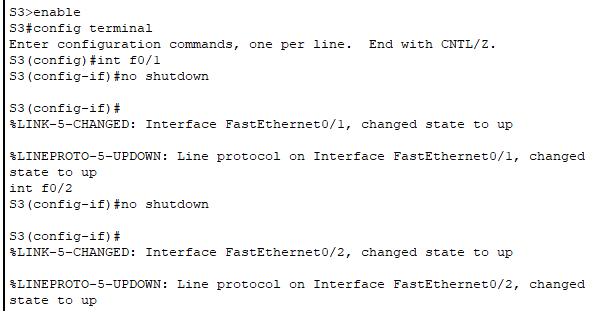 S3>enable
S3#config terminal
Enter configuration commands, one per line.  End with CNTL/Z.
S3(config)#int f0/1
S3(config-if)#no shutdown

S3(config-if)#
%LINK-5-CHANGED: Interface FastEthernet0/1, changed state to up

%LINEPROTO-5-UPDOWN: Line protocol on Interface FastEthernet0/1, changed
state to up
int f0/2
S3(config-if)#no shutdown

S3(config-if)#
%LINK-5-CHANGED: Interface FastEthernet0/2, changed state to up

%LINEPROTO-5-UPDOWN: Line protocol on Interface FastEthernet0/2, changed
state to up